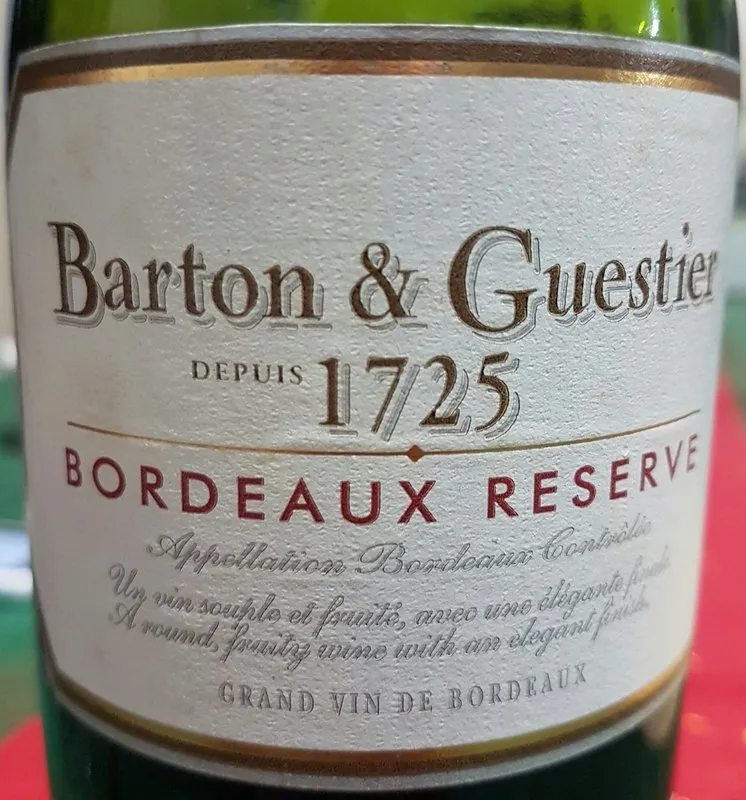 Barton & Guestier
DEPUIS 1725
BORDEAUX RESERVE
Appellation Bordeaux Contrôlée
Un vin souple et fruité, avec une élégante finale.
A round, fruity wine with an elegant finish.
GRAND VIN DE BORDEAUX